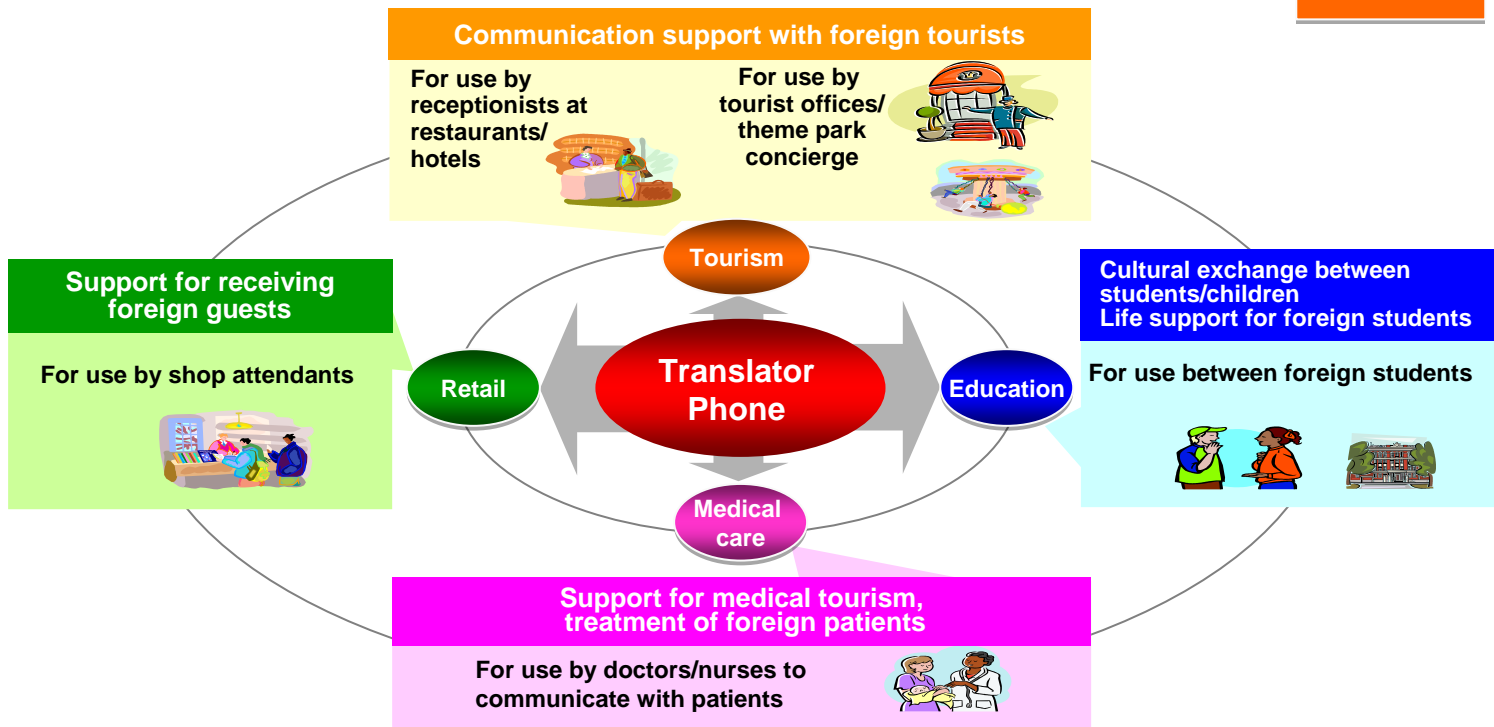 Communication support with foreign tourists
For use by
receptionists at
restaurants/
hotels
For use by
tourist offices/
theme park
concierge
Tourism
Support for receiving
foreign guests
For use by shop attendants
Retail
Translator
Phone
Education
Cultural exchange between
students/children
Life support for foreign students
For use between foreign students
Medical
care
Support for medical tourism,
treatment of foreign patients
For use by doctors/nurses to
communicate with patients